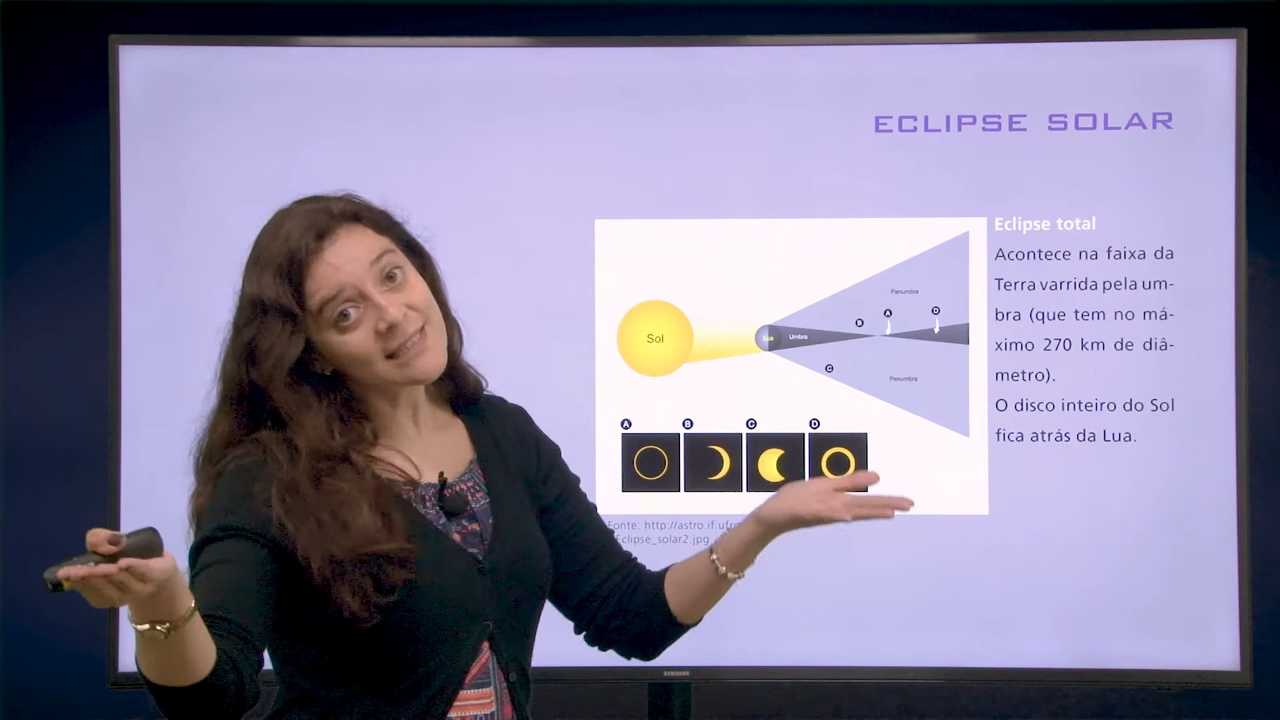 ECLIPSE SOLAR
Eclipse total
Acontece na faixa da
Terra varrida pela um-
bra (que tem no má-
ximo 270 km de diâ-
metro).
O disco inteiro do Sol
fica atrás da Lua.
Penumbra
B
A
D
Sol
Lua
Umbra
C
Penumbra
A
B
C
D
Fonte: http://astro.if.ufrg
Eclipse_solar2.jpg
SAMSUNG